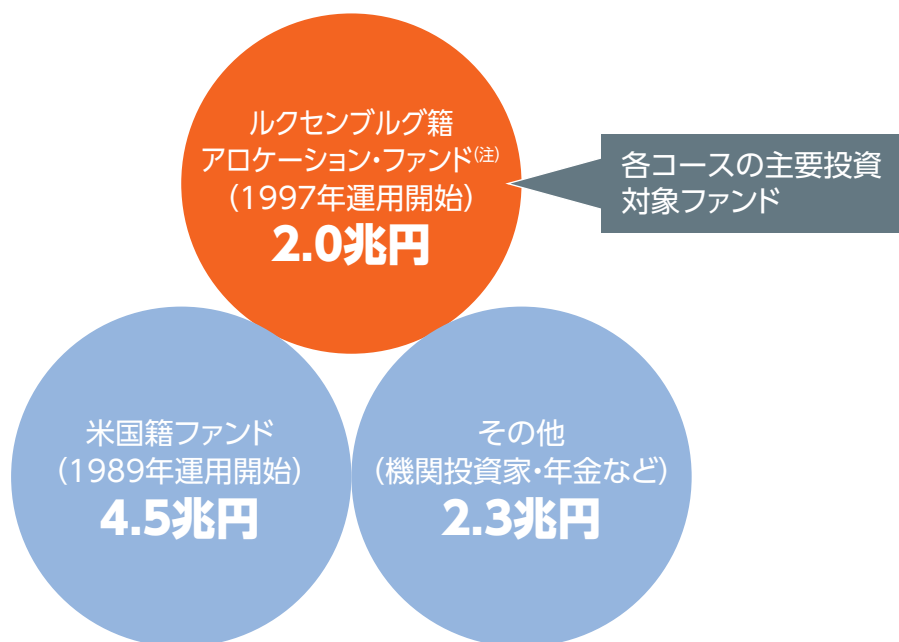 ルクセンブルグ籍
アロケーション・ファンド(注)
（1997年運用開始）
2.0兆円
各コースの主要投資
対象ファンド
米国籍ファンド
（1989年運用開始）
4.5兆円
その他
（機関投資家・年金など）
2.3兆円